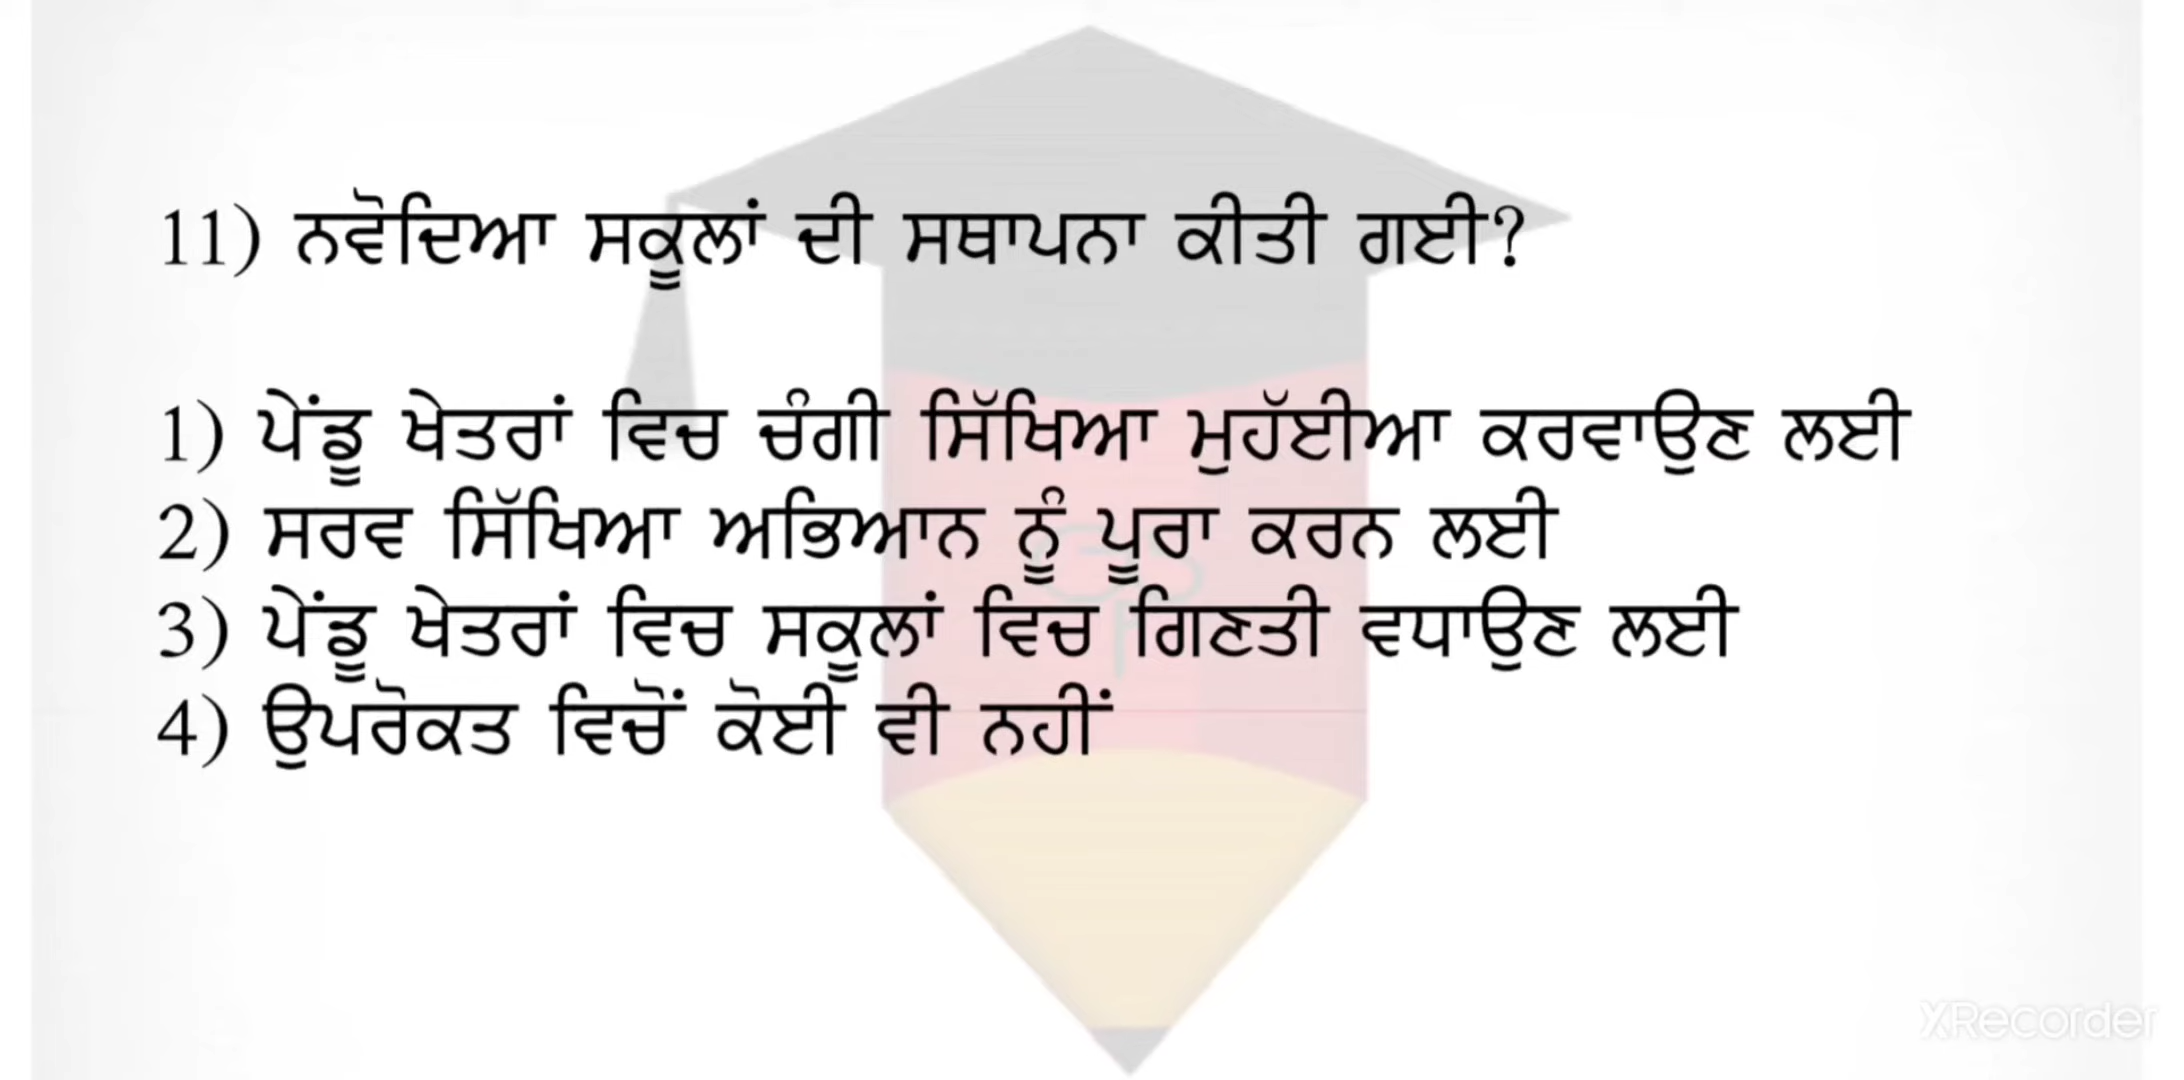 11) ਨਵੋਦਿਆ ਸਕੂਲਾਂ ਦੀ ਸਥਾਪਨਾ ਕੀਤੀ ਗਈ?
1) ਪੇਂਡੂ ਖੇਤਰਾਂ ਵਿਚ ਚੰਗੀ ਸਿੱਖਿਆ ਮੁਹੱਈਆ ਕਰਵਾਉਣ ਲਈ
2) ਸਰਵ ਸਿੱਖਿਆ ਅਭਿਆਨ ਨੂੰ ਪੂਰਾ ਕਰਨ ਲਈ
3) ਪੇਂਡੂ ਖੇਤਰਾਂ ਵਿਚ ਸਕੂਲਾਂ ਵਿਚ ਗਿਣਤੀ ਵਧਾਉਣ ਲਈ
4) ਉਪਰੋਕਤ ਵਿਚੋਂ ਕੋਈ ਵੀ ਨਹੀਂ
XRecorder